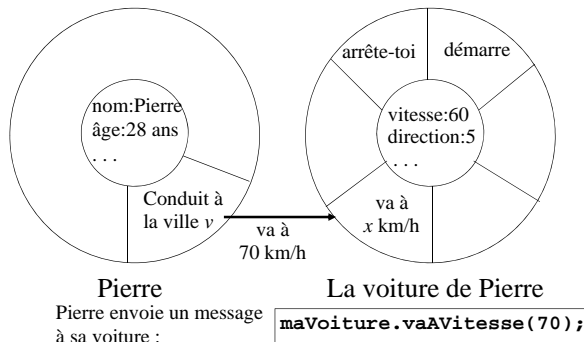 arrête-toi
démarre
nom:Pierre
âge:28 ans
. . .
vitesse:60
direction:5
. . .
Conduit à
la ville v
va à
70 km/h
va à
x km/h
Pierre
La voiture de Pierre
Pierre envoie un message
à sa voiture :
maVoiture.vaAVitesse(70);